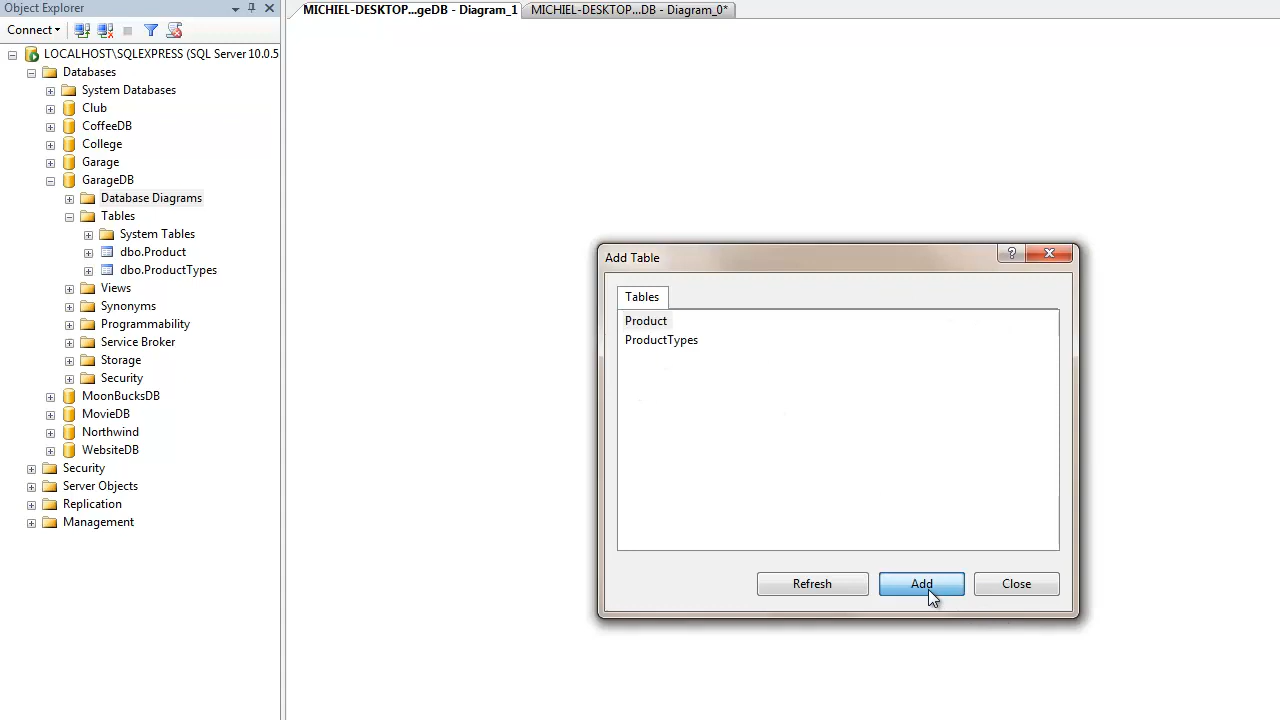 Object Explorer
MICHIEL-DESKTOP...geDB - Diagram_1
MICHIEL-DESKTOP...DB - Diagram_0*
Connect
LOCALHOST\SQLEXPRESS (SQL Server 10.0.5
Databases
System Databases
Club
CoffeeDB
College
Garage
GarageDB
Database Diagrams
Tables
System Tables
dbo.Product
dbo.ProductTypes
Views
Synonyms
Programmability
Service Broker
Storage
Security
MoonBucksDB
MovieDB
Northwind
WebsiteDB
Security
Server Objects
Replication
Management
Add Table
?
Tables
Product
ProductTypes
Refresh
Add
Close